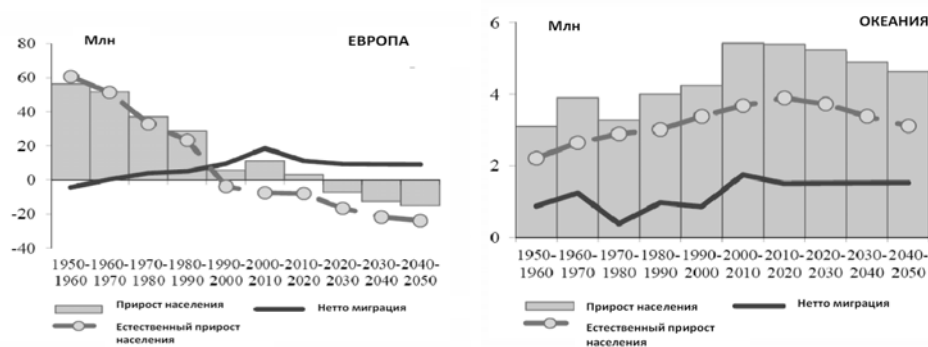 Млн
ЕВРОПА
80
60
40
20
0
-20
-40
1950- 1960- 1970- 1980- 1990- 2000- 2010- 2020- 2030- 2040-
1960 1970 1980 1990 2000 2010 2020 2030 2040 2050
Прирост населения
Нетто миграция
Естественный прирост
населения
Млн
ОКЕАНИЯ
6
4
2
0
1950- 1960- 1970- 1980- 1990- 2000- 2010- 2020- 2030- 2040-
1960 1970 1980 1990 2000 2010 2020 2030 2040 2050
Прирост населения
Нетто миграция
Естественный прирост
населения